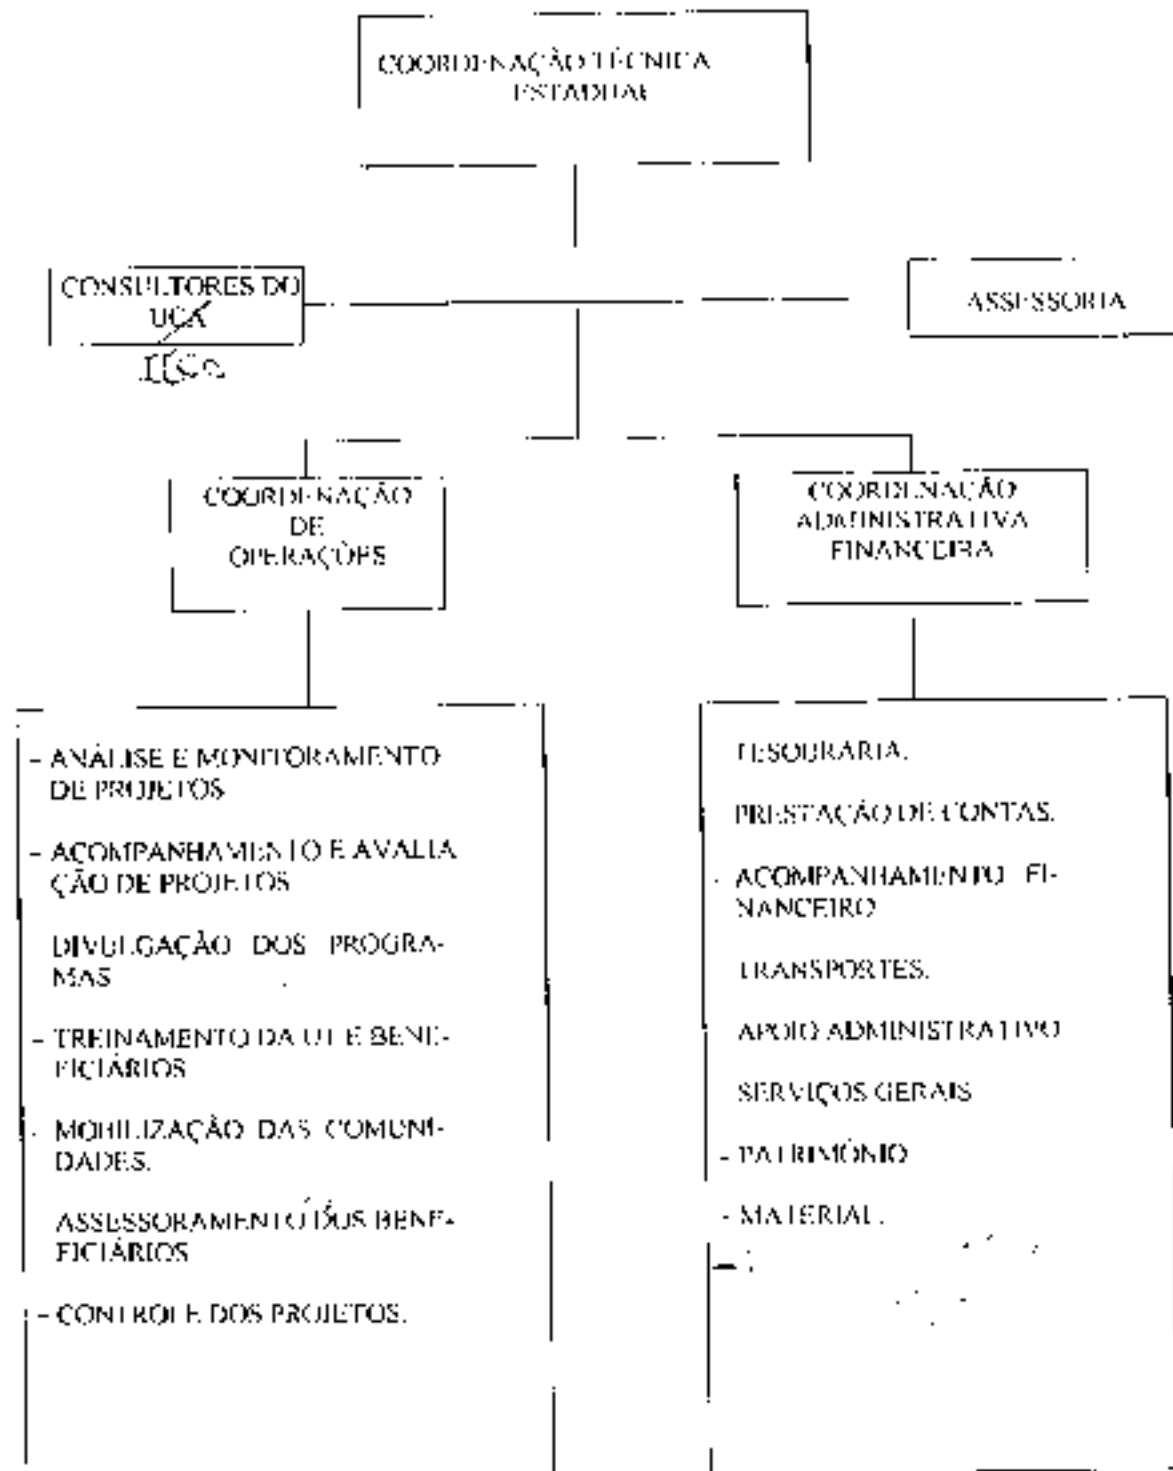 COORDENAÇÃO TÉCNICA
ESTADUAL
CONSULTORES DO
UCA
ASSESSORIA
COORDENAÇÃO
DE
OPERAÇÕES
COORDENAÇÃO
ADMINISTRATIVA
FINANCEIRA
- ANÁLISE E MONITORAMENTO
DE PROJETOS
- ACOMPANHAMENTO E AVALIA
ÇÃO DE PROJETOS
DIVULGAÇÃO DOS PROGRA-
MAS
- TREINAMENTO DA UT E BENE-
FICIÁRIOS
- MOBILIZAÇÃO DAS COMUNI-
DADES.
ASSESSORAMENTO DOS BENE-
FICIÁRIOS
- CONTROLE DOS PROJETOS.
TESOURARIA.
PRESTAÇÃO DE CONTAS.
- ACOMPANHAMENTO FI-
NANCEIRO
TRANSPORTES.
APOIO ADMINISTRATIVO
SERVIÇOS GERAIS
- PATRIMÔNIO
- MATERIAL.